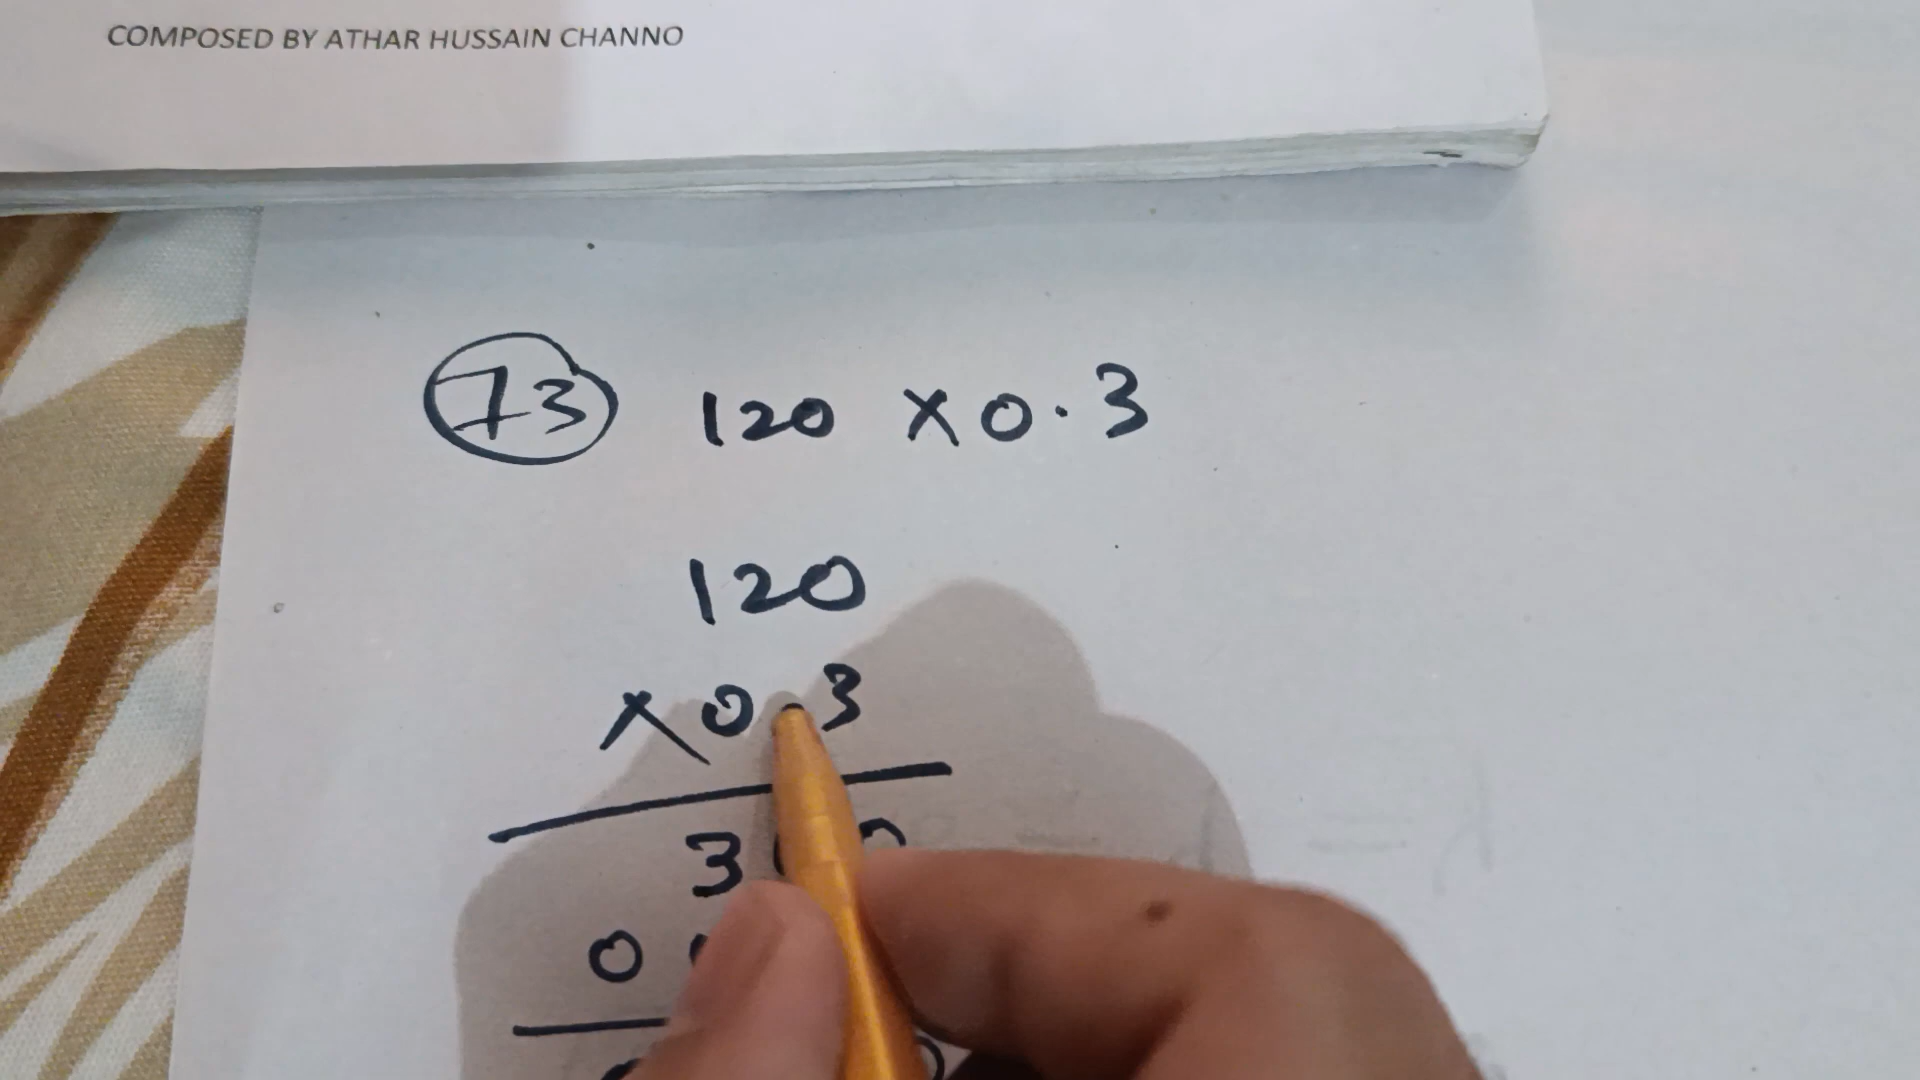 COMPOSED BY ATHAR HUSSAIN CHANNO
73 120 × 0.3
120
× 0.3
3
0